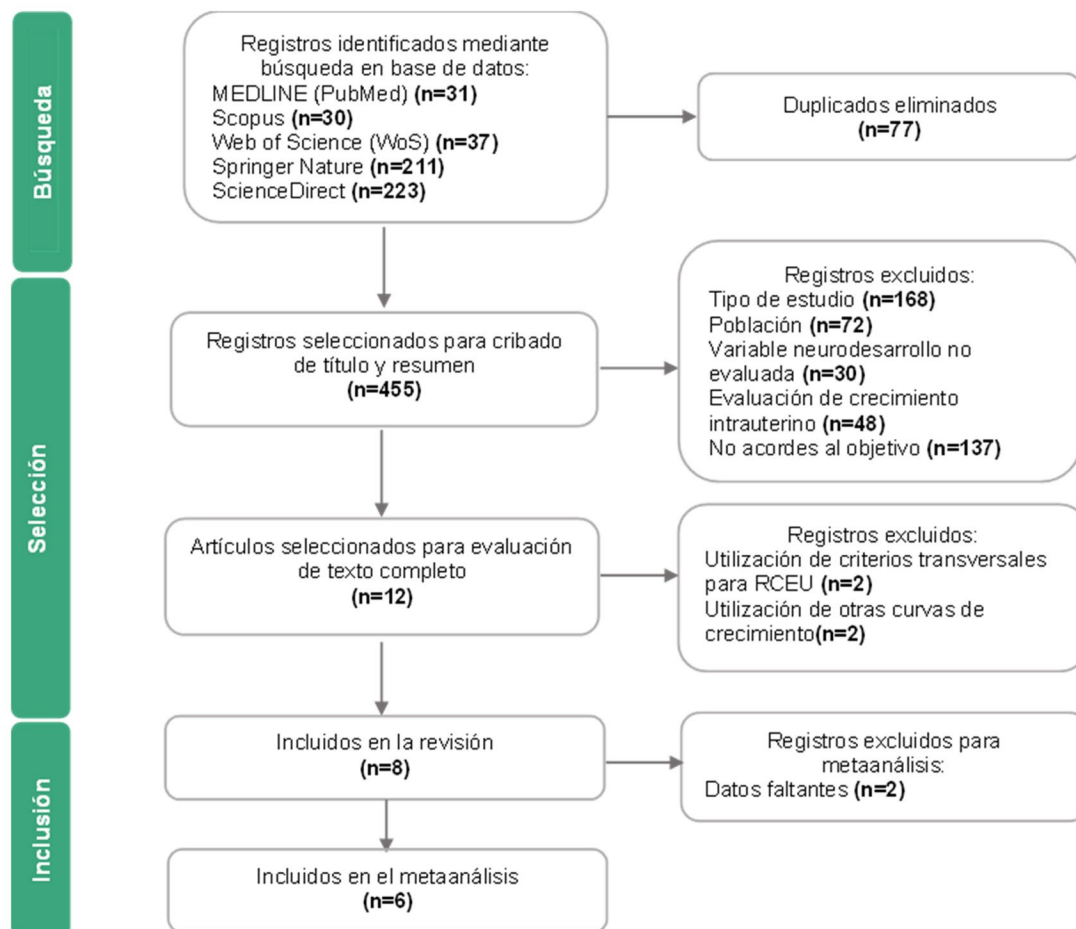 Búsqueda
Registros identificados mediante
búsqueda en base de datos:
MEDLINE (PubMed) (n=31)
Scopus (n=30)
Web of Science (WoS) (n=37)
Springer Nature (n=211)
ScienceDirect (n=223)
Duplicados eliminados
(n=77)
Selección
Registros seleccionados para cribado
de título y resumen
(n=455)
Registros excluidos:
Tipo de estudio (n=168)
Población (n=72)
Variable neurodesarrollo no
evaluada (n=30)
Evaluación de crecimiento
intrauterino (n=48)
No acordes al objetivo (n=137)
Artículos seleccionados para evaluación
de texto completo
(n=12)
Registros excluidos:
Utilización de criterios transversales
para RCEU (n=2)
Utilización de otras curvas de
crecimiento(n=2)
Inclusión
Incluidos en la revisión
(n=8)
Registros excluidos para
metaanálisis:
Datos faltantes (n=2)
Incluidos en el metaanálisis
(n=6)